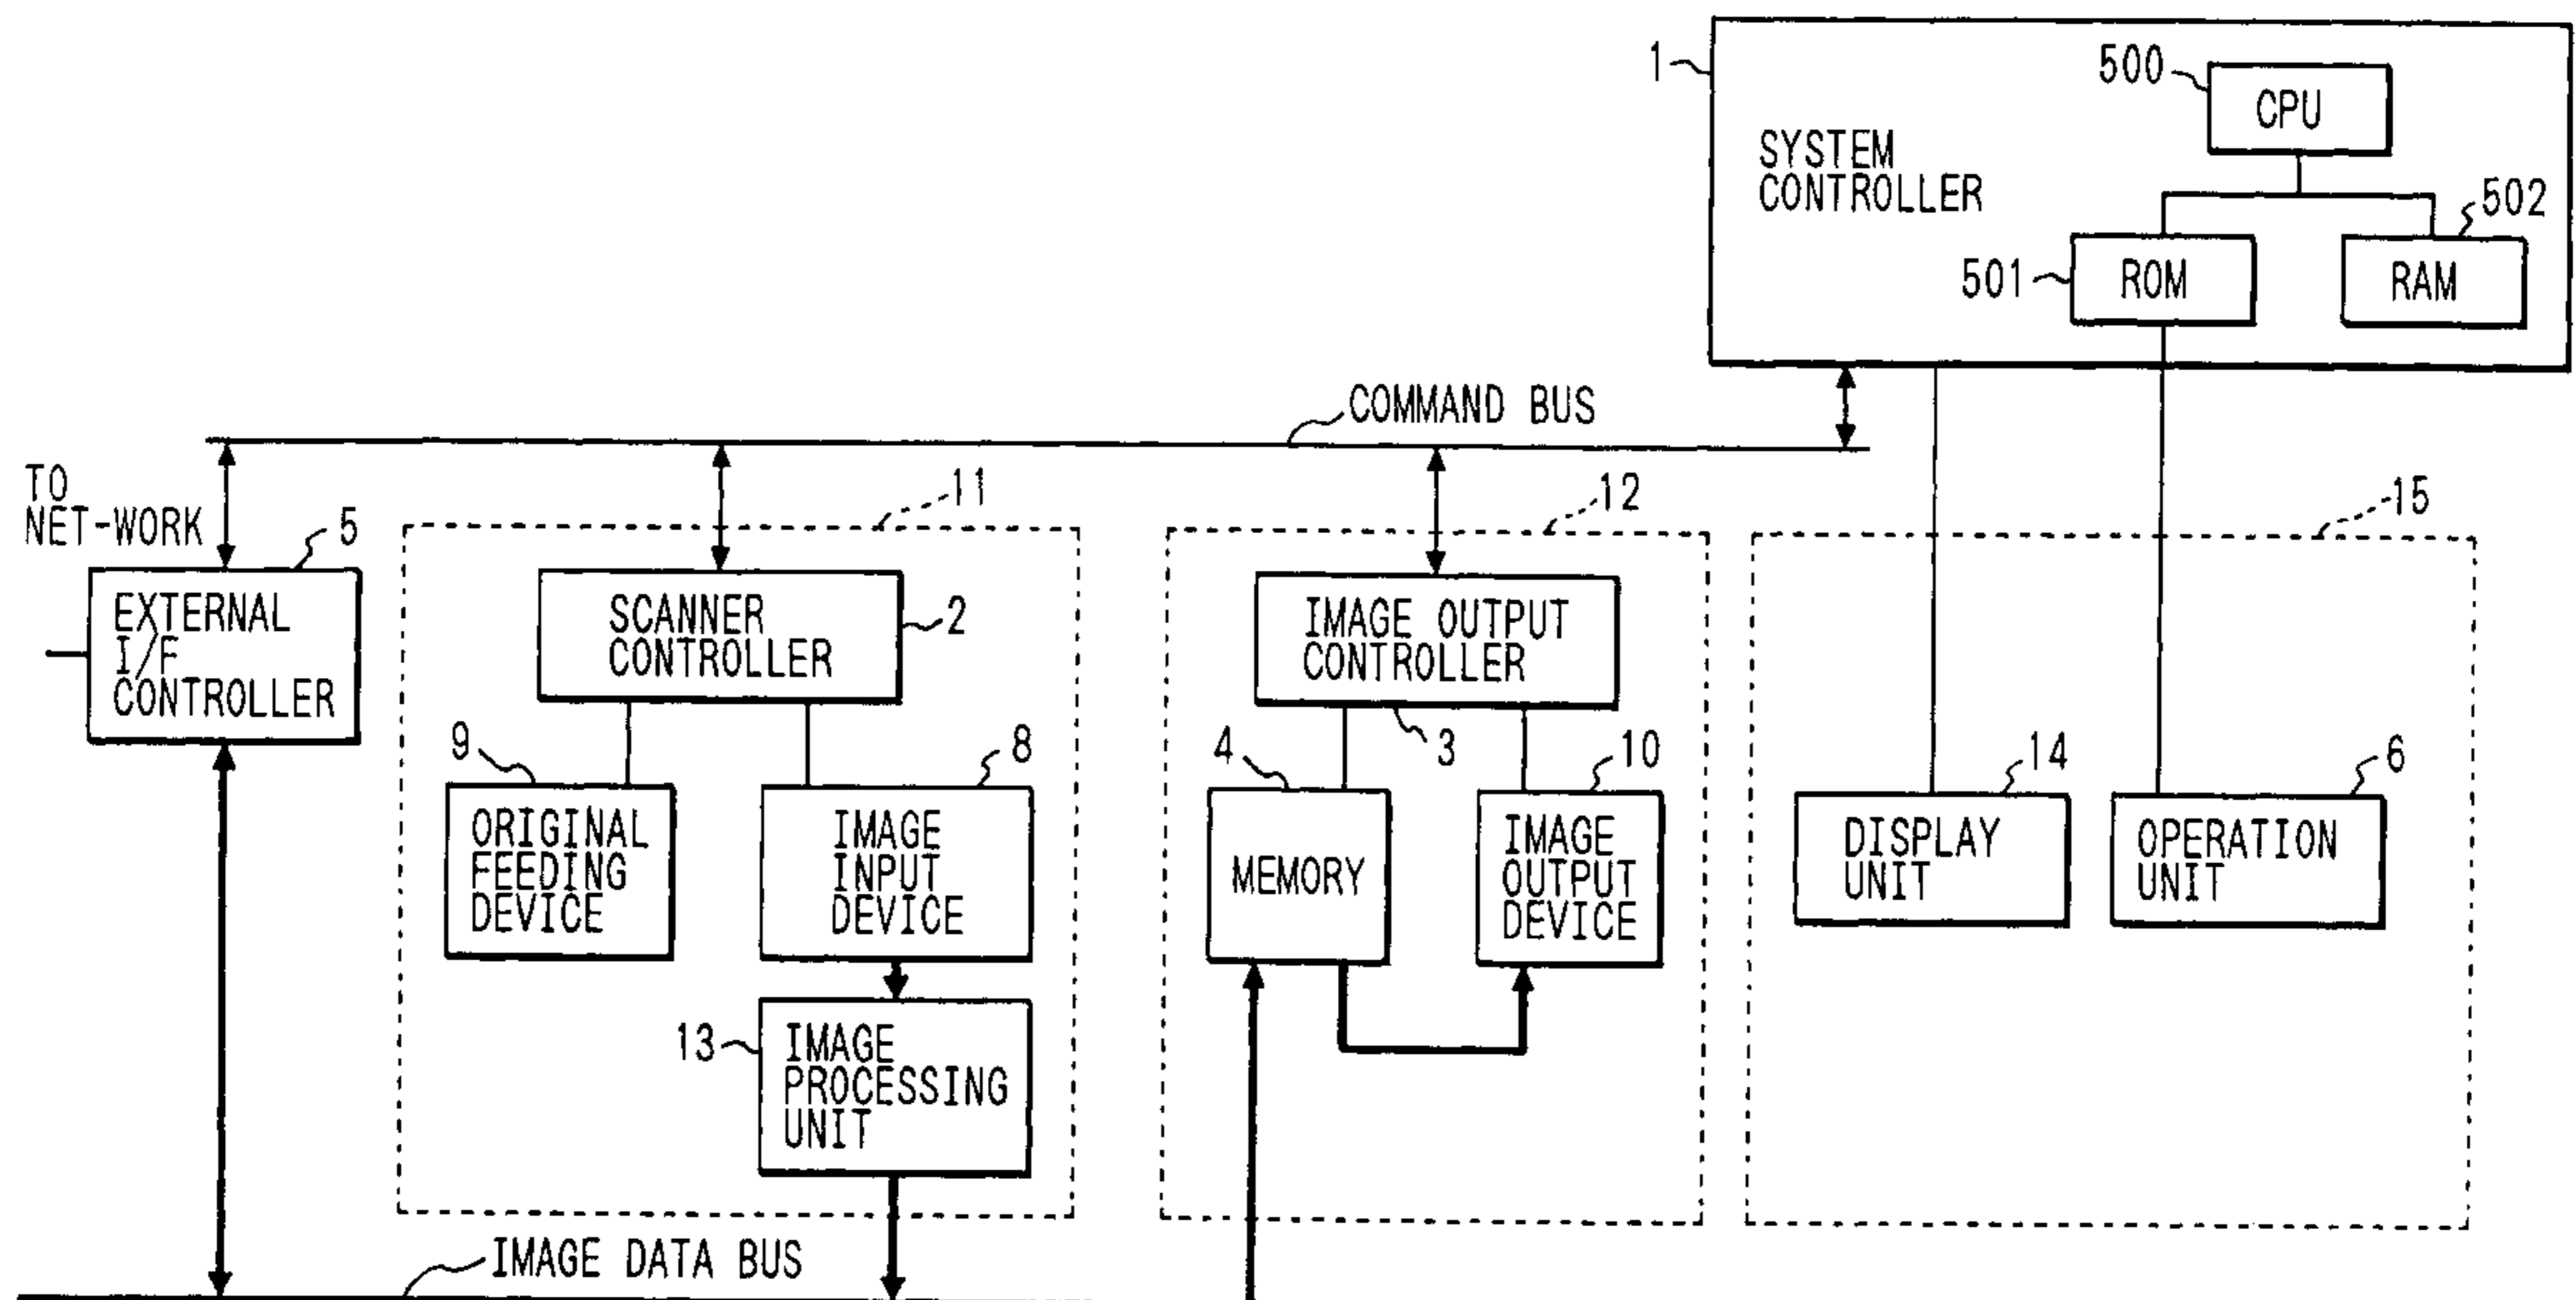 1
500
CPU
SYSTEM
CONTROLLER
502
501
ROM
RAM
COMMAND BUS
TO
NET-WORK
11
12
15
5
EXTERNAL
I/F
CONTROLLER
SCANNER
CONTROLLER
2
IMAGE OUTPUT
CONTROLLER
3
9
8
4
10
14
6
ORIGINAL
FEEDING
DEVICE
IMAGE
INPUT
DEVICE
MEMORY
IMAGE
OUTPUT
DEVICE
DISPLAY
UNIT
OPERATION
UNIT
13
IMAGE
PROCESSING
UNIT
IMAGE DATA BUS